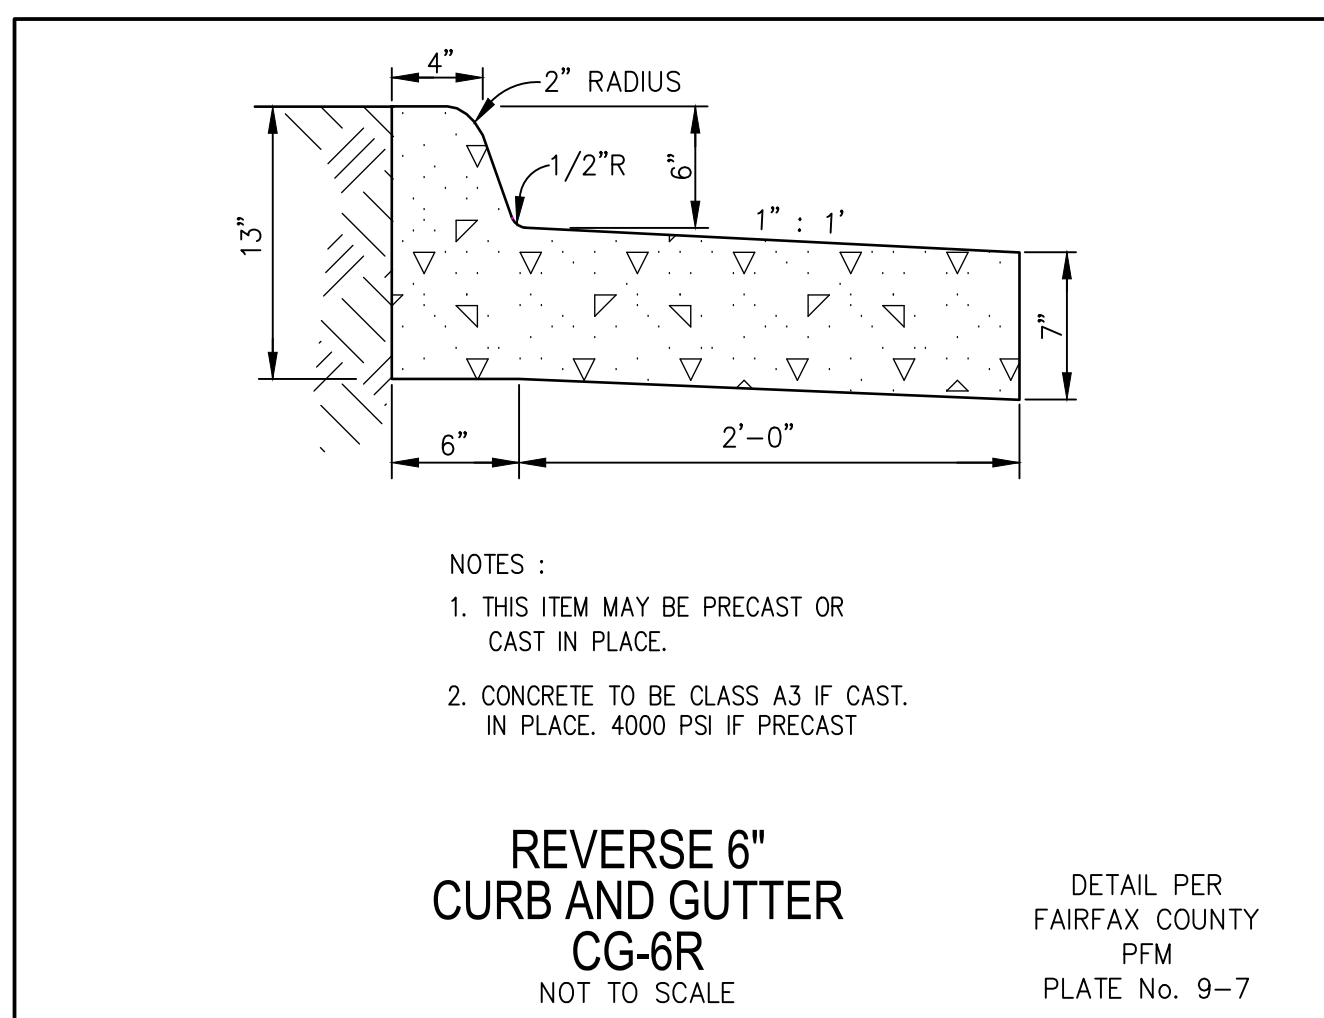 4”
2” RADIUS
1/2”R
6”
13”
1” : 1'
7”
6”
2’-0”
NOTES :
1. THIS ITEM MAY BE PRECAST OR
CAST IN PLACE.
2. CONCRETE TO BE CLASS A3 IF CAST.
IN PLACE. 4000 PSI IF PRECAST
REVERSE 6"
CURB AND GUTTER
CG-6R
NOT TO SCALE
DETAIL PER
FAIRFAX COUNTY
PFM
PLATE No. 9-7